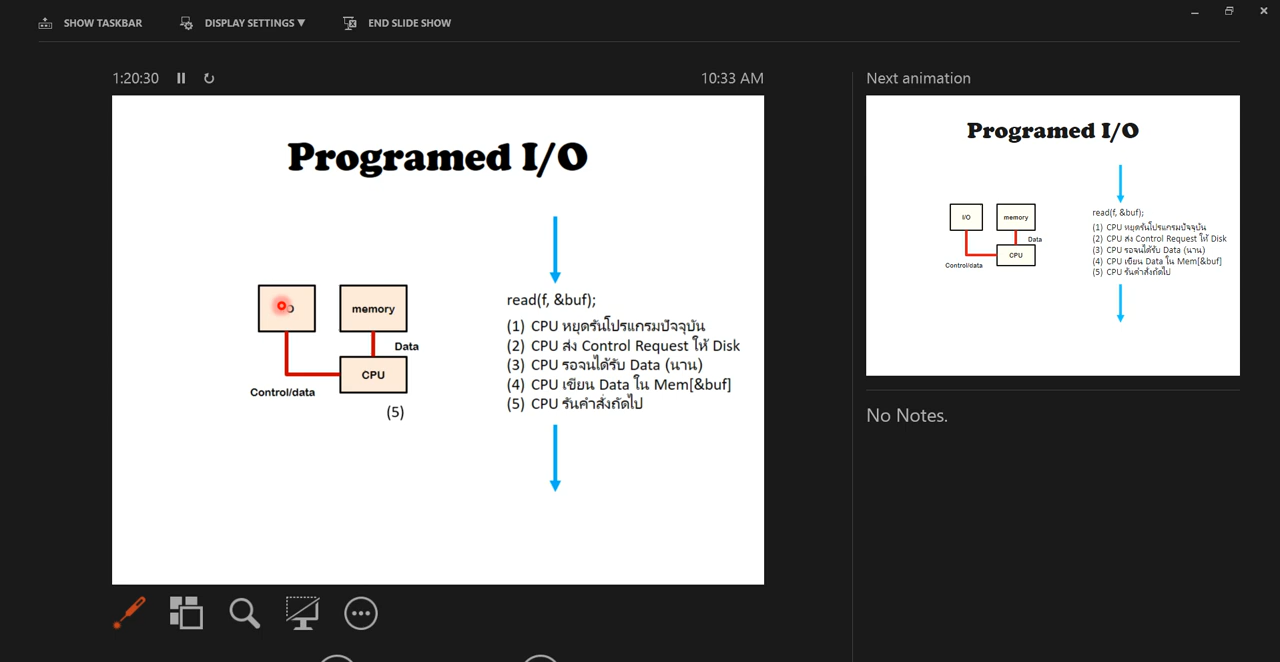 SHOW TASKBAR
DISPLAY SETTINGS ▼
END SLIDE SHOW
1:20:30
10:33 AM
Programed I/O
memory
Data
CPU
Control/data
(5)
read(f, &buf);
(1) CPU หยุดรันโปรแกรมปัจจุบัน
(2) CPU ส่ง Control Request ให้ Disk
(3) CPU รอจนได้รับ Data (นาน)
(4) CPU เขียน Data ใน Mem[&buf]
(5) CPU รันคำสั่งถัดไป
Next animation
Programed I/O
I/O
memory
Data
CPU
Control/data
read(f, &buf);
(1) CPU หยุดรันโปรแกรมปัจจุบัน
(2) CPU ส่ง Control Request ให้ Disk
(3) CPU รอจนได้รับ Data (นาน)
(4) CPU เขียน Data ใน Mem[&buf]
(5) CPU รันคำสั่งถัดไป
No Notes.